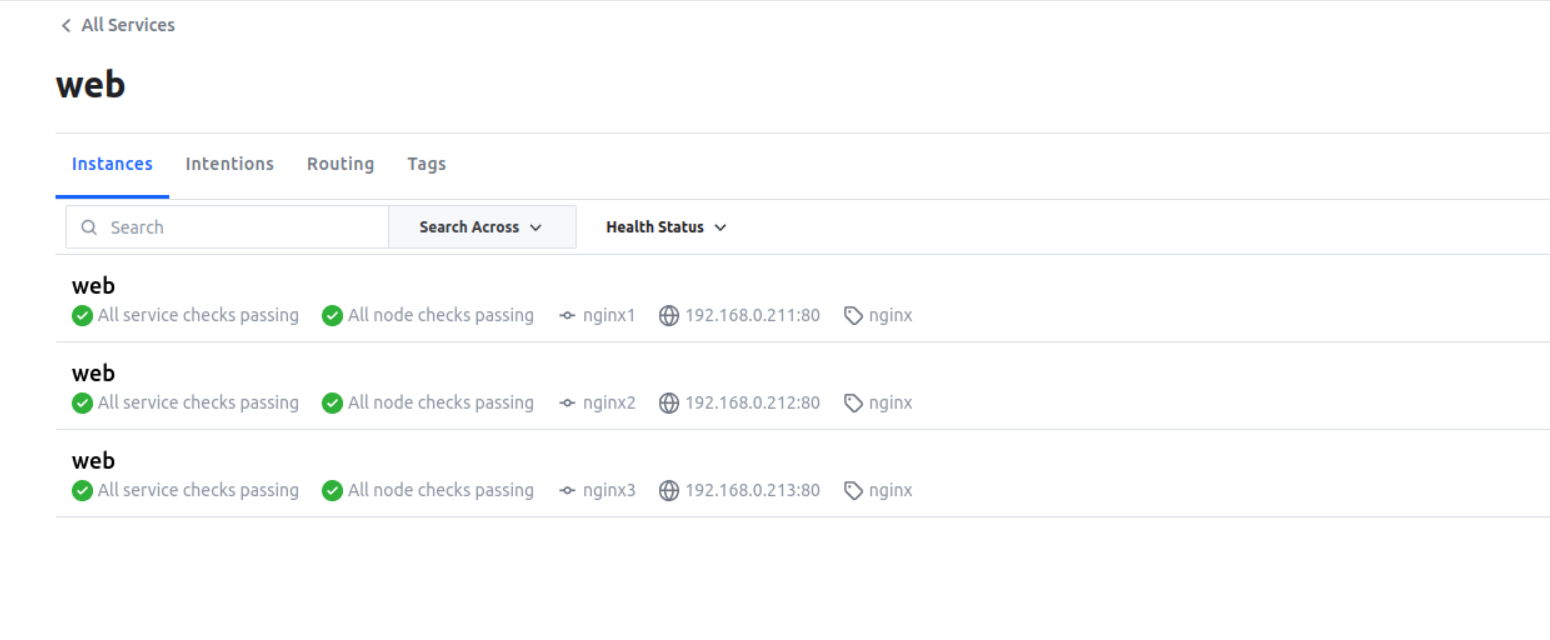 All Services
web
Instances Intentions Routing Tags
Search Search Across Health Status
web
All service checks passing All node checks passing nginx1 192.168.0.211:80 nginx
web
All service checks passing All node checks passing nginx2 192.168.0.212:80 nginx
web
All service checks passing All node checks passing nginx3 192.168.0.213:80 nginx